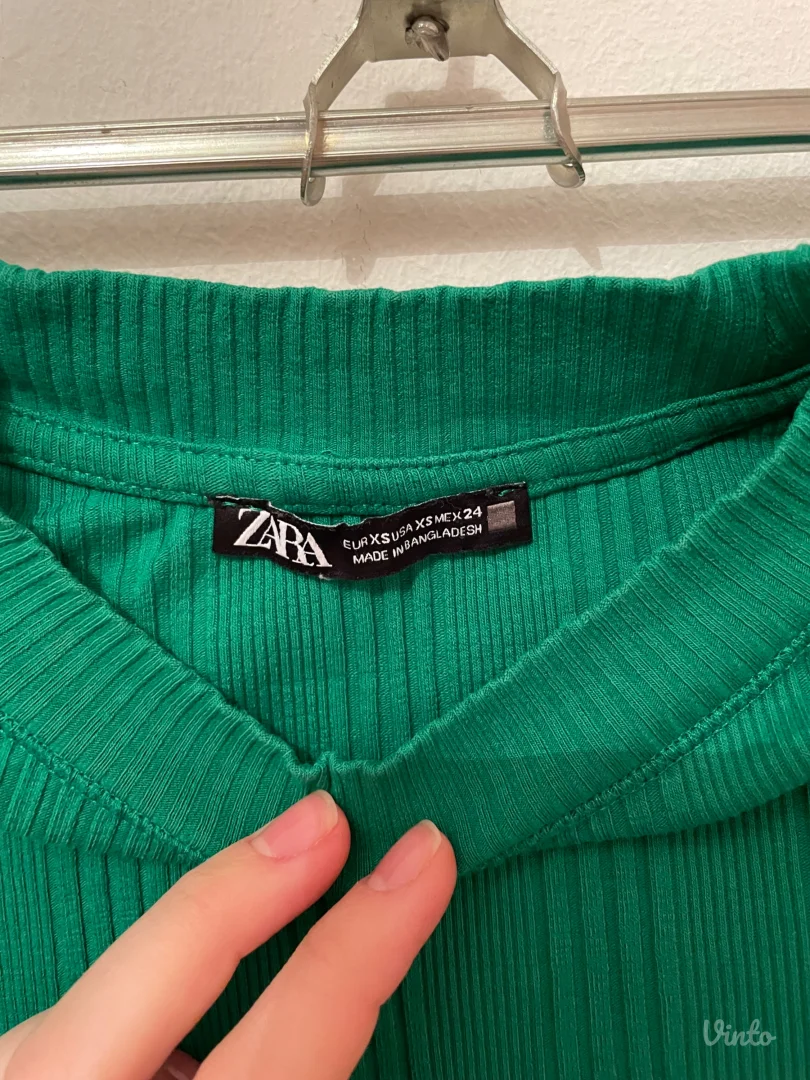 ZARA
EUR XS USA XS MEX 24
MADE IN BANGLADESH
Vinto